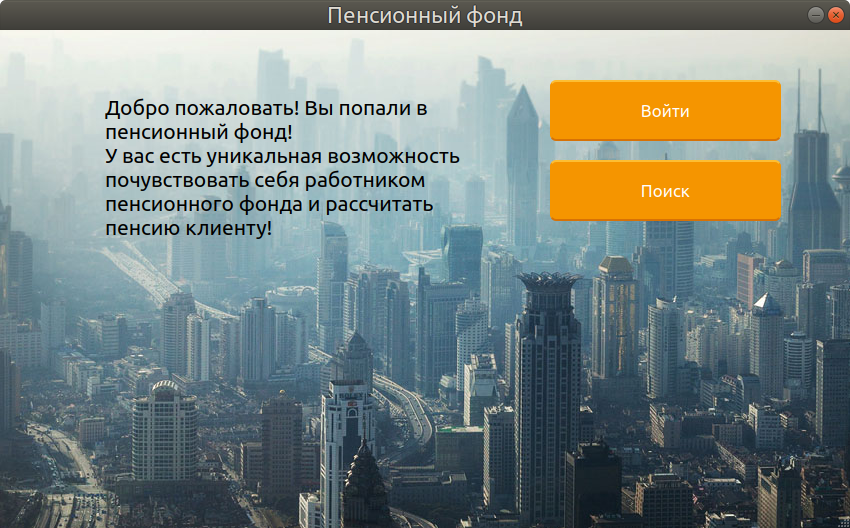 Пенсионный фонд
Добро пожаловать! Вы попали в
пенсионный фонд!
У вас есть уникальная возможность
почувствовать себя работником
пенсионного фонда и рассчитать
пенсию клиенту!
Войти
Поиск